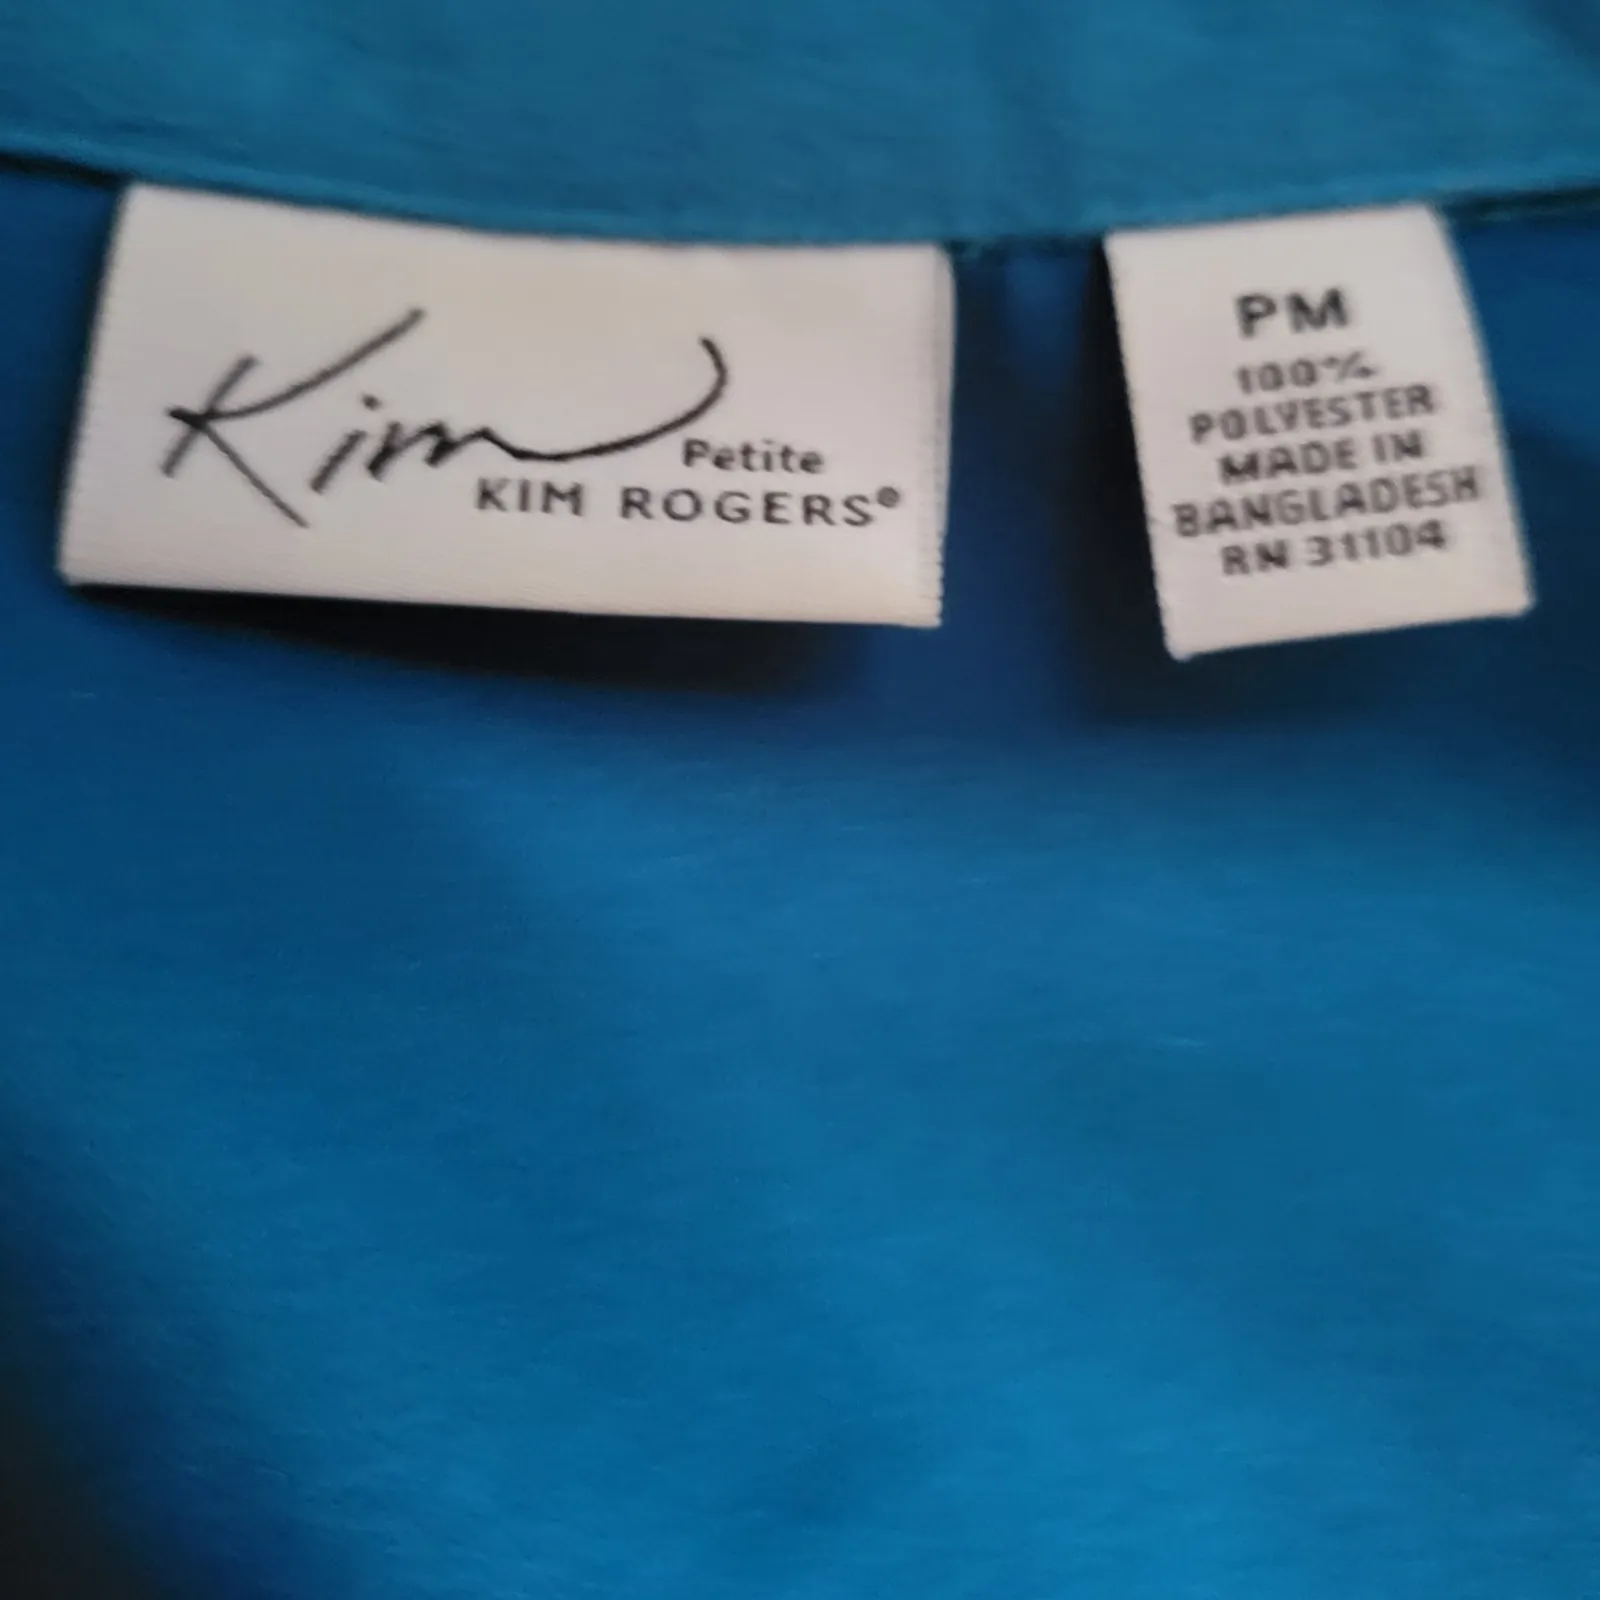 Kim
Petite
KIM ROGERS®
PM
100%
POLYESTER
MADE IN
BANGLADESH
RN 31104